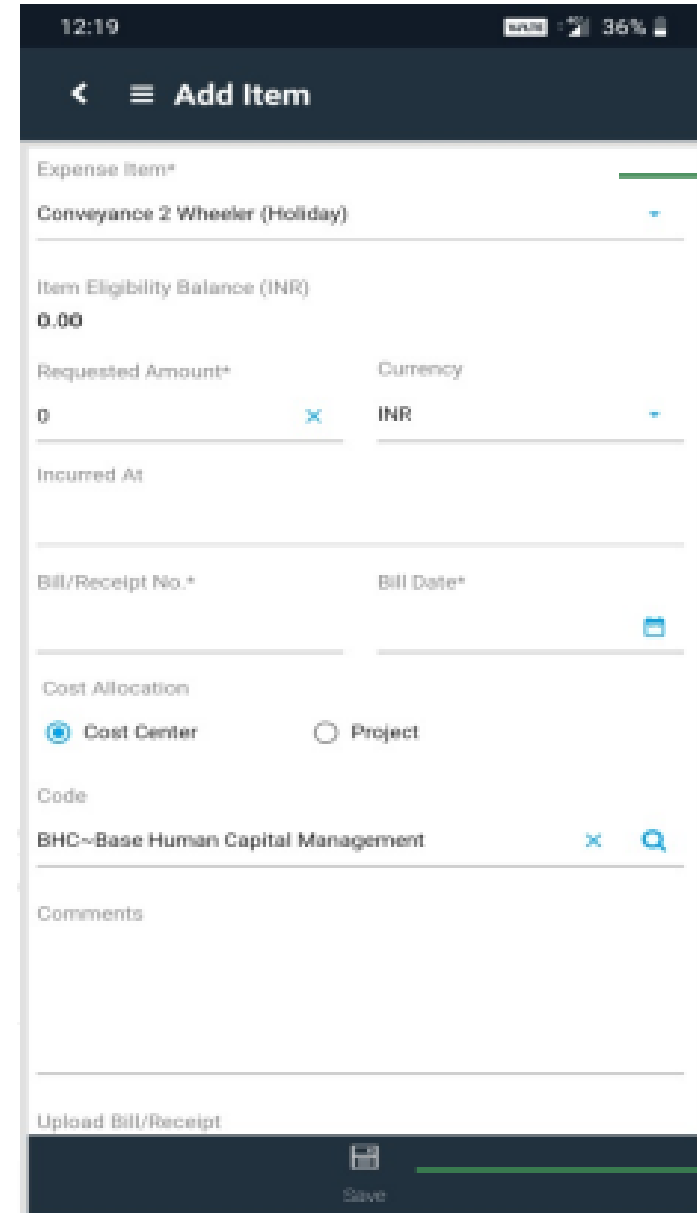 12:19 36%
Add Item
Expense Item*
Conveyance 2 Wheeler (Holiday)
Item Eligibility Balance (INR)
0.00
Requested Amount* Currency
0 INR
Incurred At
Bill/Receipt No.* Bill Date*
Cost Allocation
Cost Center Project
Code
BHC~Base Human Capital Management
Comments
Upload Bill/Receipt
Save